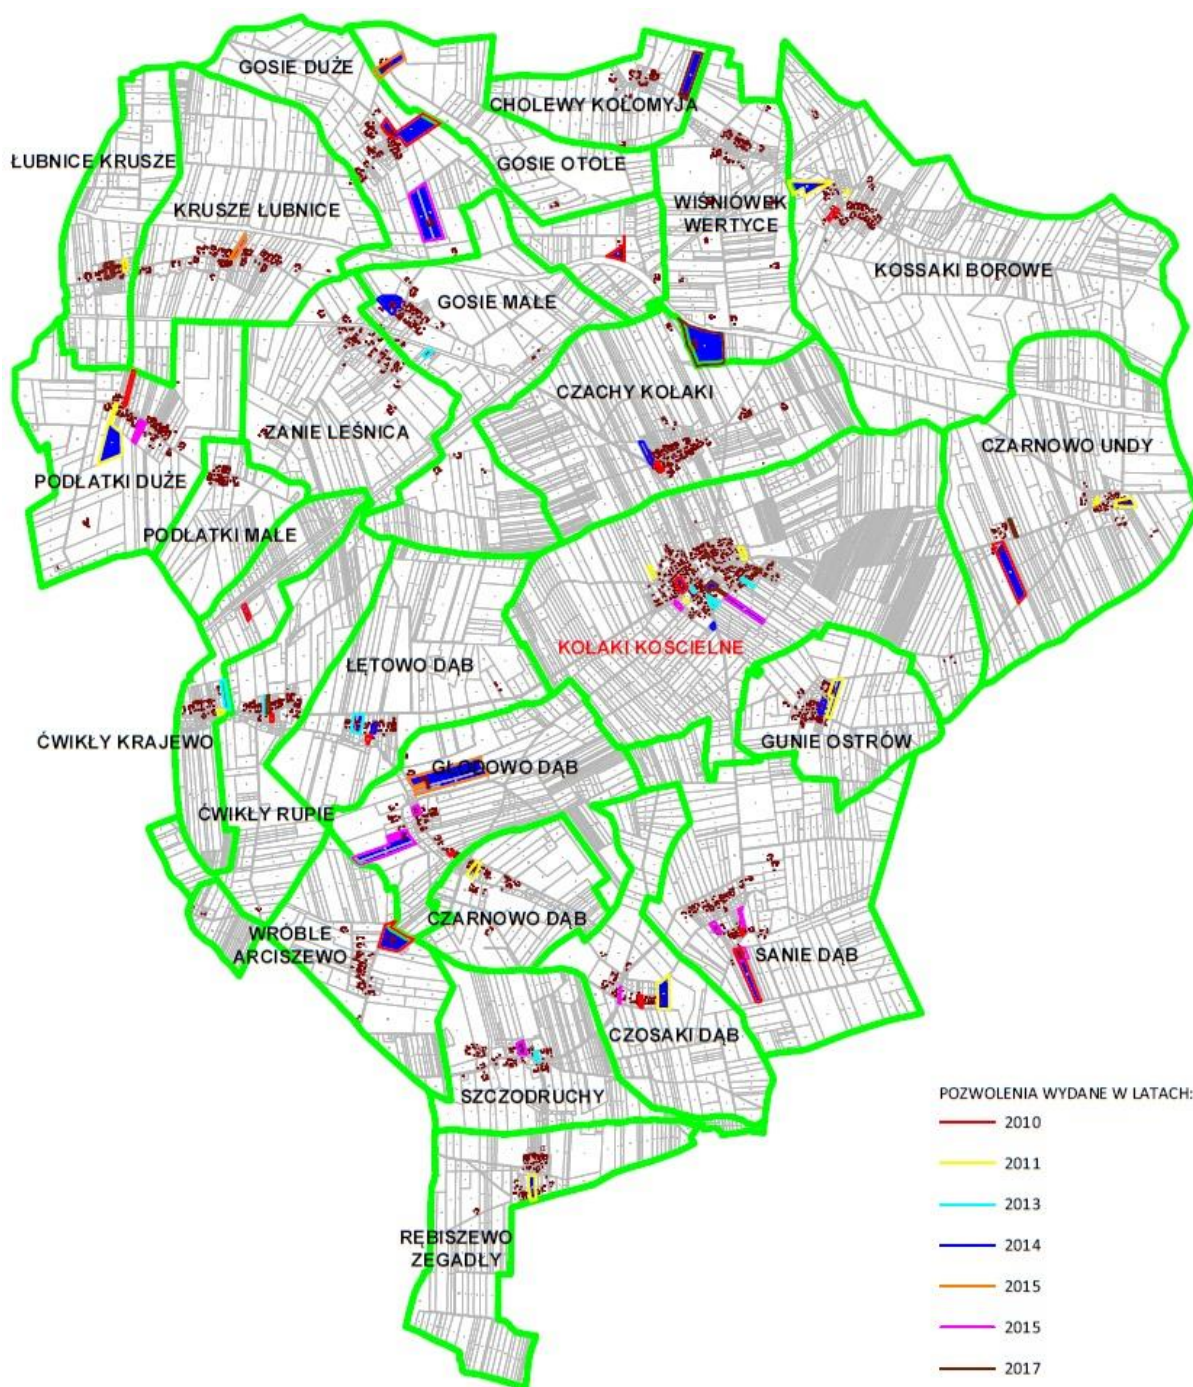 GOSIE DUŻE
CHOLEWY KOŁOMYJA
ŁUBNICE KRUSZE
GOSIE OTOLE
KRUSZE ŁUBNICE
WIŚNIÓWEK
WERTYCE
KOSSAKI BOROWE
GOSIE MAŁE
CZACHY KOŁAKI
ZANIE LEŚNICA
CZARNOWO UNDY
PODŁATKI DUŻE
PODŁATKI MAŁE
KOŁAKI KOŚCIELNE
ŁĘTOWO DĄB
ĆWIKŁY KRAJEWO
GUNIE OSTRÓW
GŁODOWO DĄB
ĆWIKŁY RUPIE
CZARNOWO DĄB
WRÓBLE
ARCISZEWO
SANIE DĄB
CZOSAKI DĄB
SZCZODRUCHY
RĘBISZEWO
ZEGADŁY
POZWOLENIA WYDANE W LATACH:
2010
2011
2013
2014
2015
2015
2017